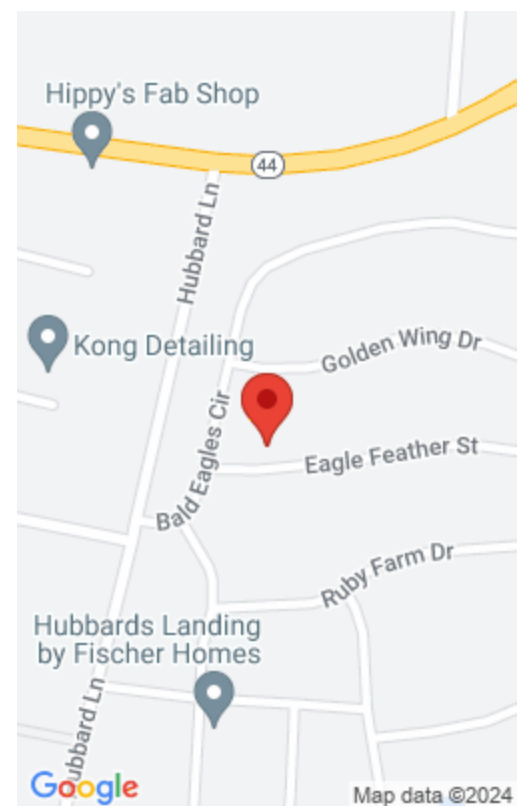 Hippy's Fab Shop
44
Hubbard Ln
Kong Detailing
Golden Wing Dr
Bald Eagles Cir
Eagle Feather St
Ruby Farm Dr
Hubbards Landing
by Fischer Homes
ubbard Ln
Google
Map data ©2024